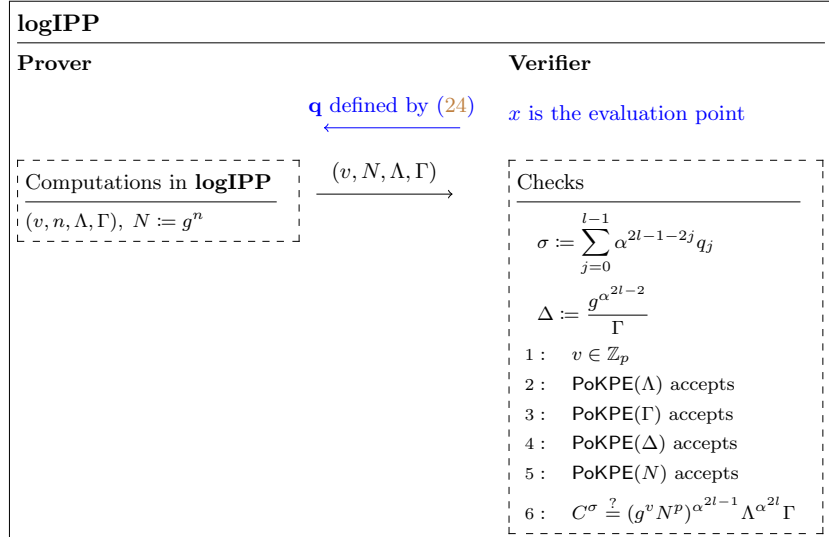 logIPP
Prover Verifier
q defined by (24) x is the evaluation point
(v, N, Λ, Γ)
Computations in logIPP
(v, n, Λ, Γ), N ≔ g^n
Checks
σ ≔ ∑_{j=0}^{l−1} α^{2l−1−2j} q_j
Δ ≔ g^{α^{2l−2}} / Γ
1 : v ∈ ℤ_p
2 : PoKPE(Λ) accepts
3 : PoKPE(Γ) accepts
4 : PoKPE(Δ) accepts
5 : PoKPE(N) accepts
6 : C^σ ≟ (g^v N^p)^{α^{2l−1}} Λ^{α^{2l}} Γ